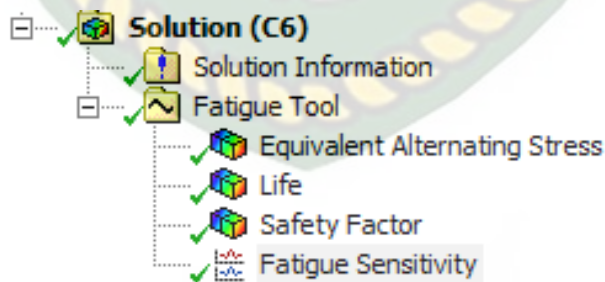 Solution (C6)
Solution Information
Fatigue Tool
Equivalent Alternating Stress
Life
Safety Factor
Fatigue Sensitivity